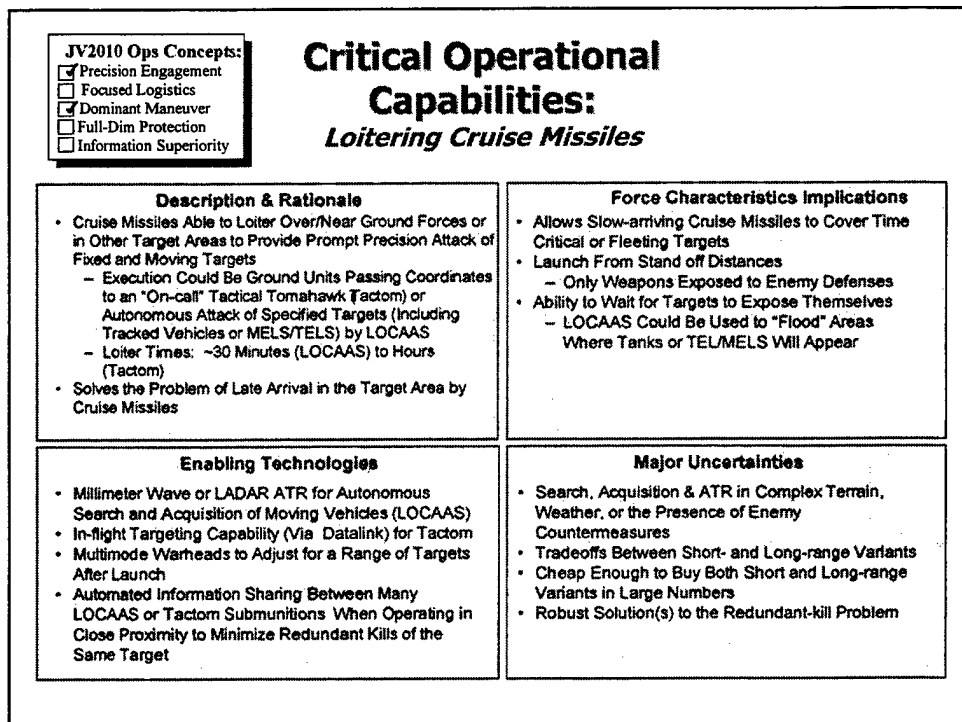 JV2010 Ops Concepts:
Precision Engagement
Focused Logistics
Dominant Maneuver
Full-Dim Protection
Information Superiority
Critical Operational
Capabilities:
Loitering Cruise Missiles
Description & Rationale
• Cruise Missiles Able to Loiter Over/Near Ground Forces or
in Other Target Areas to Provide Prompt Precision Attack of
Fixed and Moving Targets
– Execution Could Be Ground Units Passing Coordinates
to an "On-call" Tactical Tomahawk Tactom) or
Autonomous Attack of Specified Targets (Including
Tracked Vehicles or MELS/TELS) by LOCAAS
– Loiter Times: ~30 Minutes (LOCAAS) to Hours
(Tactom)
• Solves the Problem of Late Arrival in the Target Area by
Cruise Missiles
Force Characteristics Implications
• Allows Slow-arriving Cruise Missiles to Cover Time
Critical or Fleeting Targets
• Launch From Stand off Distances
– Only Weapons Exposed to Enemy Defenses
• Ability to Wait for Targets to Expose Themselves
– LOCAAS Could Be Used to "Flood" Areas
Where Tanks or TEL/MELS Will Appear
Enabling Technologies
• Millimeter Wave or LADAR ATR for Autonomous
Search and Acquisition of Moving Vehicles (LOCAAS)
• In-flight Targeting Capability (Via Datalink) for Tactom
• Multimode Warheads to Adjust for a Range of Targets
After Launch
• Automated Information Sharing Between Many
LOCAAS or Tactom Submunitions When Operating in
Close Proximity to Minimize Redundant Kills of the
Same Target
Major Uncertainties
• Search, Acquisition & ATR in Complex Terrain,
Weather, or the Presence of Enemy
Countermeasures
• Tradeoffs Between Short- and Long-range Variants
• Cheap Enough to Buy Both Short and Long-range
Variants in Large Numbers
• Robust Solution(s) to the Redundant-kill Problem